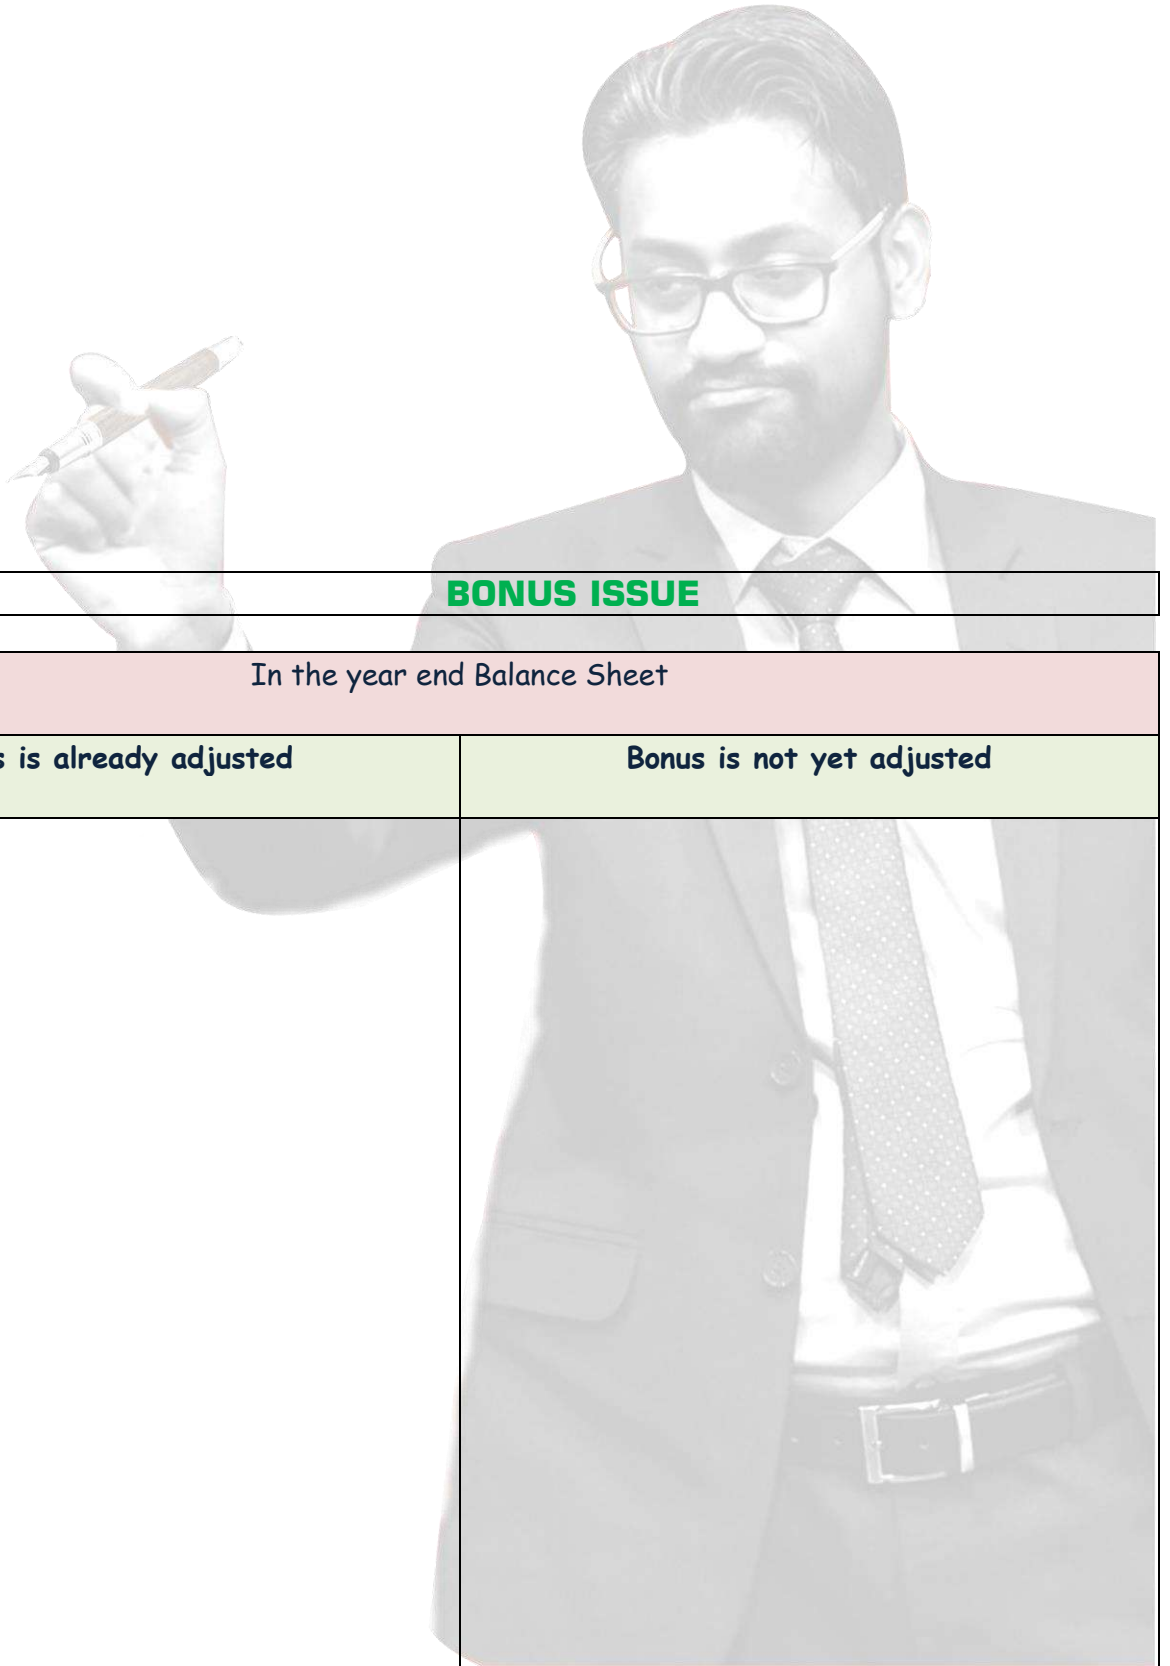 BONUS ISSUE
In the year end Balance Sheet
s is already adjusted
Bonus is not yet adjusted